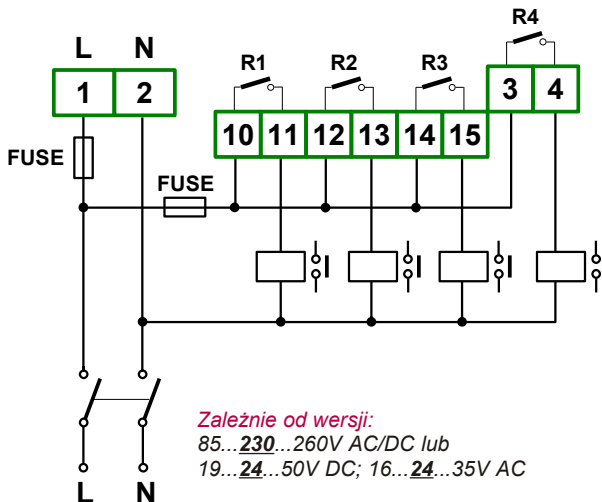 R4
L N
R1 R2 R3
1 2
3 4
10 11 12 13 14 15
FUSE
FUSE
Zależnie od wersji:
85...230...260V AC/DC lub
19...24...50V DC; 16...24...35V AC
L N